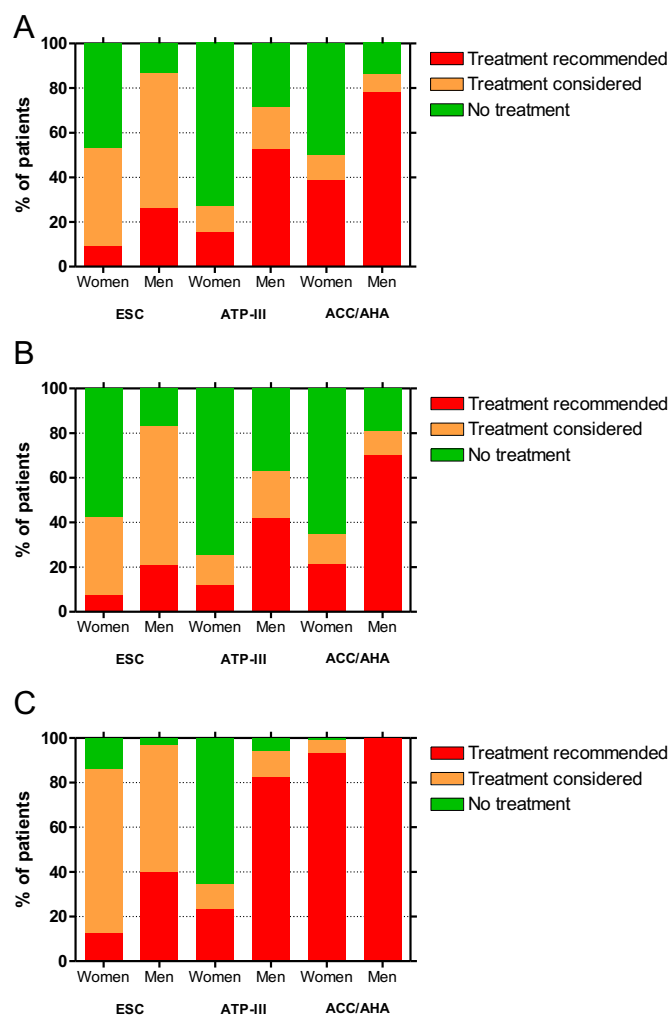 A
100
80
60
40
20
0
% of patients
Women Men Women Men Women Men
ESC ATP-III ACC/AHA
Treatment recommended
Treatment considered
No treatment
B
100
80
60
40
20
0
% of patients
Women Men Women Men Women Men
ESC ATP-III ACC/AHA
Treatment recommended
Treatment considered
No treatment
C
100
80
60
40
20
0
% of patients
Women Men Women Men Women Men
ESC ATP-III ACC/AHA
Treatment recommended
Treatment considered
No treatment